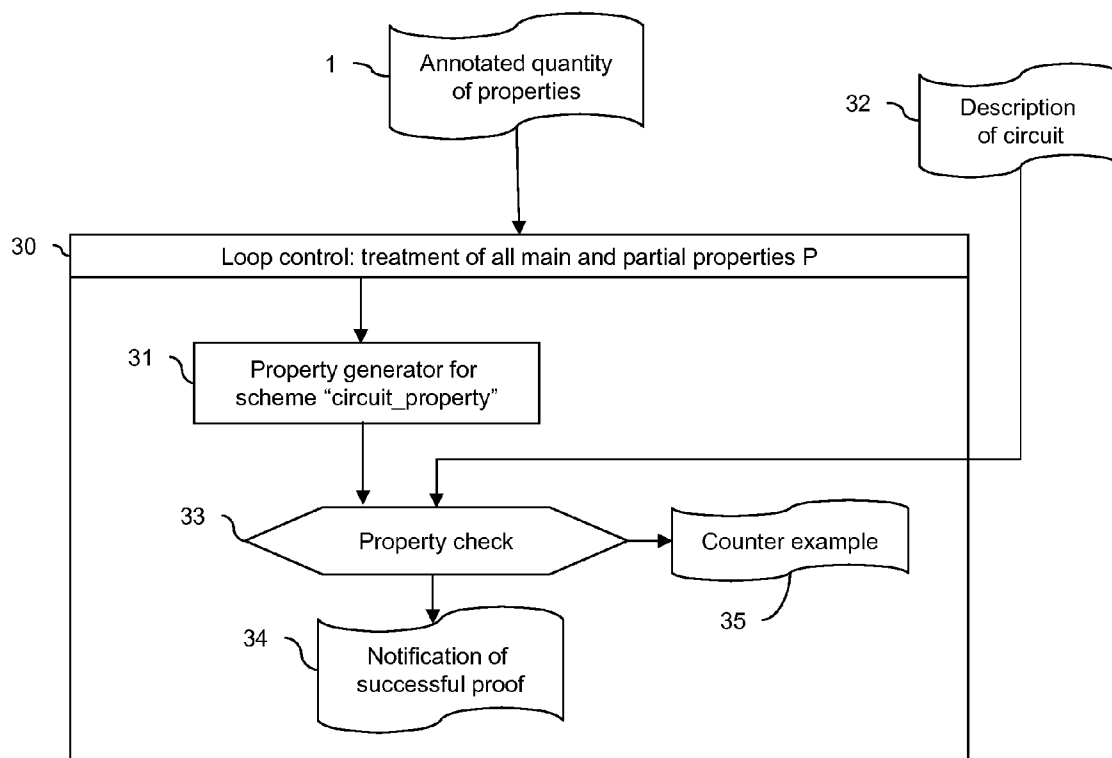 1
Annotated quantity
of properties
32
Description
of circuit
30
Loop control: treatment of all main and partial properties P
31
Property generator for
scheme “circuit_property”
33
Property check
Counter example
35
34
Notification of
successful proof